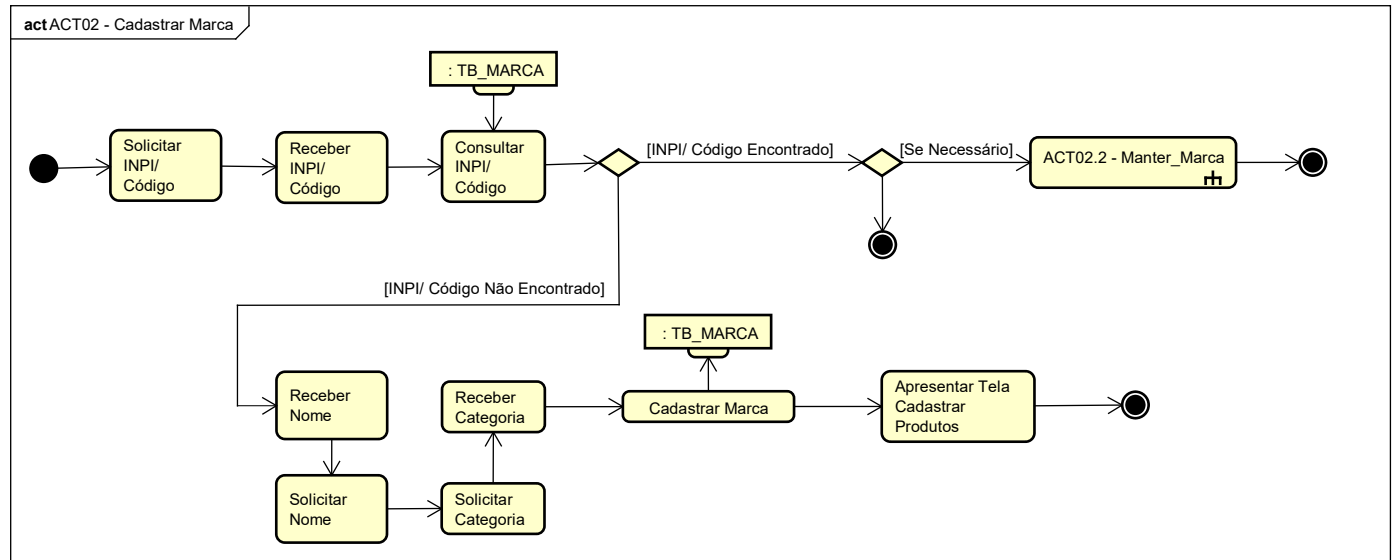 act ACT02 - Cadastrar Marca
: TB_MARCA
Solicitar
INPI/
Código
Receber
INPI/
Código
Consultar
INPI/
Código
[INPI/ Código Encontrado]
[Se Necessário]
ACT02.2 - Manter_Marca
[INPI/ Código Não Encontrado]
: TB_MARCA
Receber
Nome
Receber
Categoria
Cadastrar Marca
Apresentar Tela
Cadastrar
Produtos
Solicitar
Nome
Solicitar
Categoria